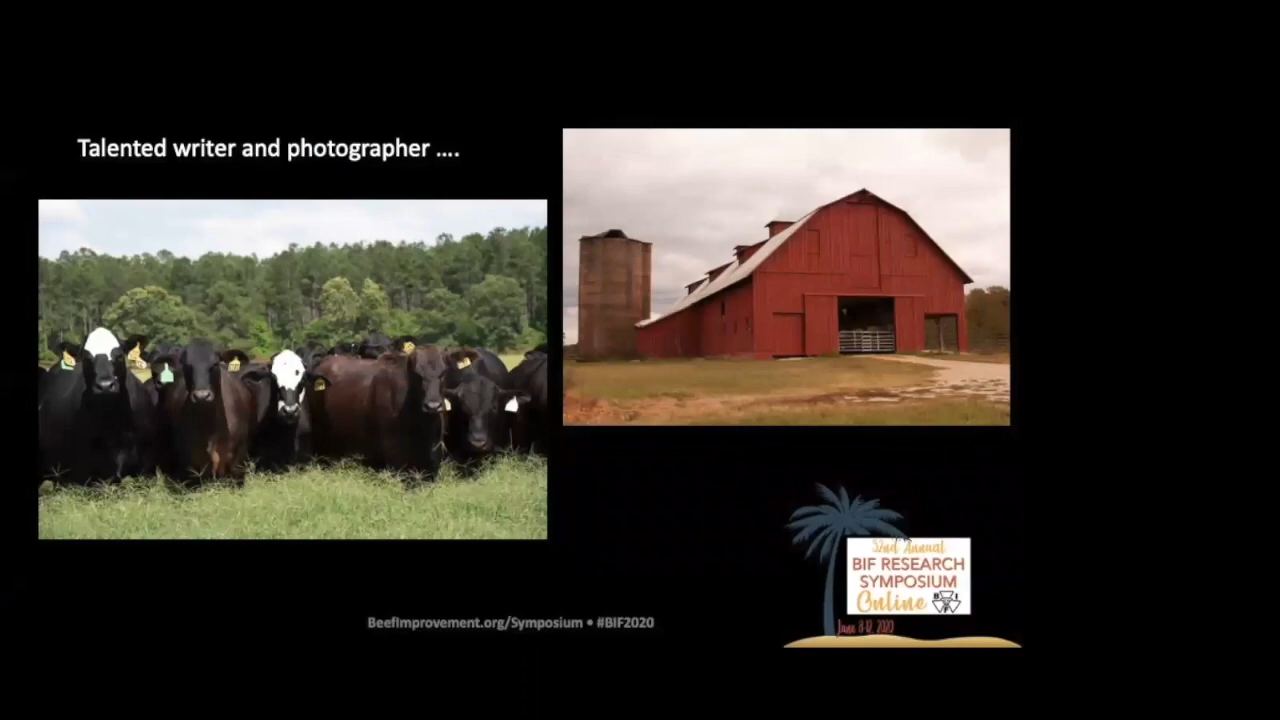 Talented writer and photographer ....
52nd Annual
BIF RESEARCH
SYMPOSIUM
Online
B I
F
June 8-12 2020
BeefImprovement.org/Symposium • #BIF2020